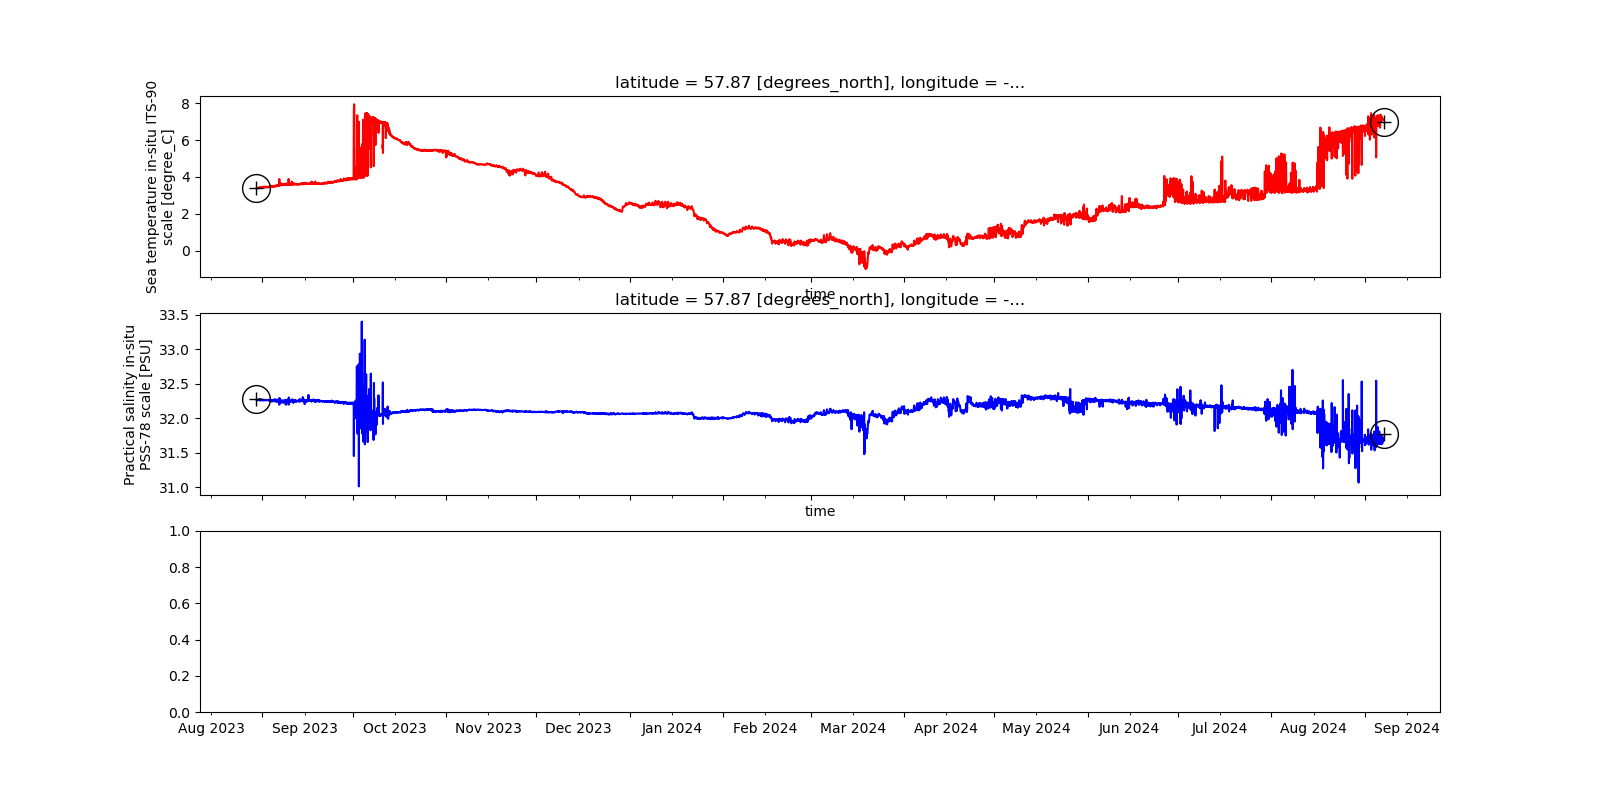 latitude = 57.87 [degrees_north], longitude = -...
Sea temperature in-situ ITS-90
scale [degree_C]
8
6
4
2
0
time
latitude = 57.87 [degrees_north], longitude = -...
Practical salinity in-situ
PSS-78 scale [PSU]
33.5
33.0
32.5
32.0
31.5
31.0
time
1.0
0.8
0.6
0.4
0.2
0.0
Aug 2023 Sep 2023 Oct 2023 Nov 2023 Dec 2023 Jan 2024 Feb 2024 Mar 2024 Apr 2024 May 2024 Jun 2024 Jul 2024 Aug 2024 Sep 2024